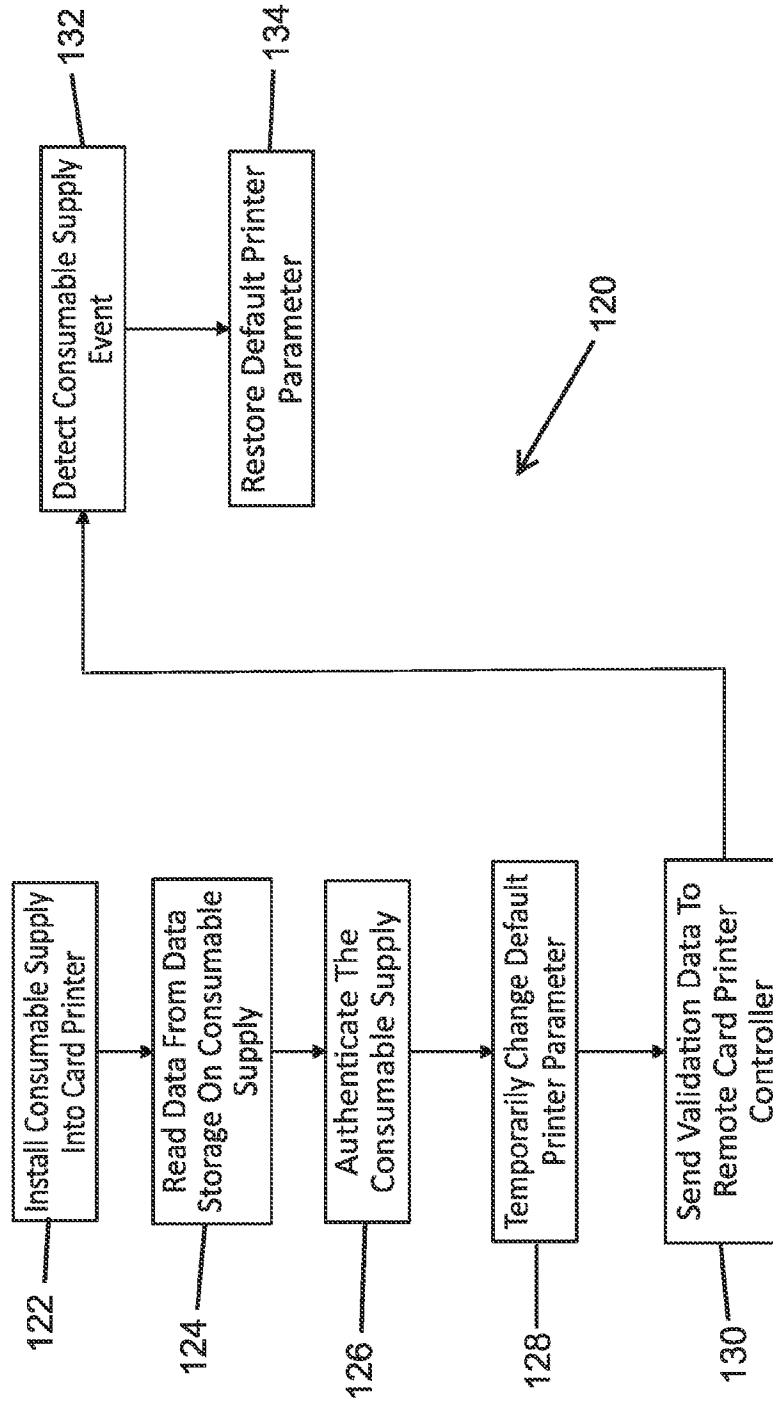 122
Install Consumable Supply
Into Card Printer
124
Read Data From Data
Storage On Consumable
Supply
126
Authenticate The
Consumable Supply
128
Temporarily Change Default
Printer Parameter
130
Send Validation Data To
Remote Card Printer
Controller
132
Detect Consumable Supply
Event
134
Restore Default Printer
Parameter
120